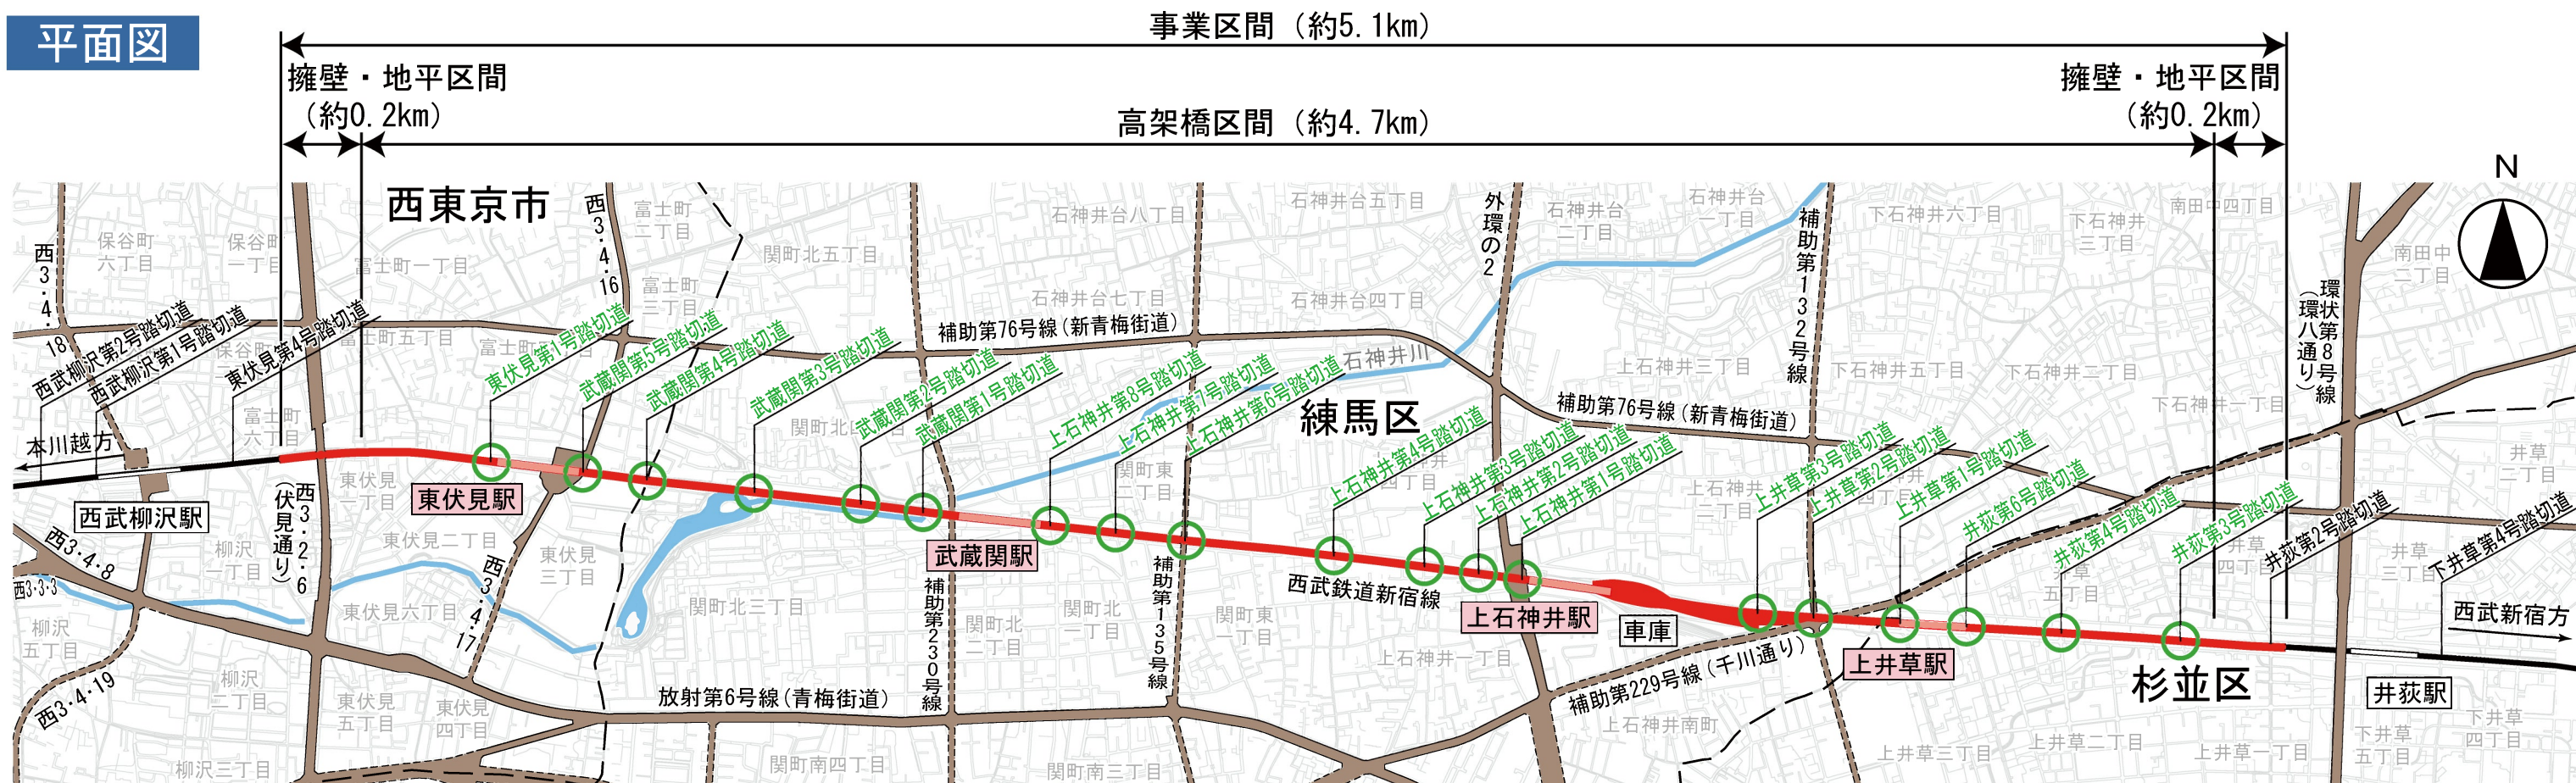 平面図
事業区間（約5.1km）
擁壁・地平区間
（約0.2km）
高架橋区間（約4.7km）
擁壁・地平区間
（約0.2km）
N
西東京市
練馬区
杉並区
保谷町
六丁目
保谷町
一丁目
富士町一丁目
富士町
二丁目
富士町
三丁目
富士町五丁目
富士町
六丁目
関町北五丁目
石神井台八丁目
石神井台七丁目
石神井台五丁目
石神井台四丁目
石神井台
二丁目
石神井台
一丁目
下石神井六丁目
下石神井
三丁目
南田中四丁目
南田中
二丁目
上石神井三丁目
下石神井五丁目
下石神井二丁目
下石神井一丁目
西3・4・18
西3・4・16
外環の2
補助第132号線
環状第8号線
（環八通り）
補助第76号線（新青梅街道）
補助第76号線（新青梅街道）
石神井川
西武柳沢第2号踏切道
西武柳沢第1号踏切道
東伏見第4号踏切道
東伏見第1号踏切道
武蔵関第5号踏切道
武蔵関第4号踏切道
武蔵関第3号踏切道
武蔵関第2号踏切道
武蔵関第1号踏切道
上石神井第8号踏切道
上石神井第7号踏切道
上石神井第6号踏切道
上石神井第4号踏切道
上石神井第3号踏切道
上石神井第2号踏切道
上石神井第1号踏切道
上井草第3号踏切道
上井草第2号踏切道
上井草第1号踏切道
井荻第6号踏切道
井荻第4号踏切道
井荻第3号踏切道
井荻第2号踏切道
下井草第4号踏切道
本川越方
西武新宿方
西武柳沢駅
東伏見駅
武蔵関駅
上石神井駅
車庫
上井草駅
井荻駅
西武鉄道新宿線
西3・2・6
（伏見通り）
西3・4・8
西3・3・3
西3・4・19
西3・4・17
補助第230号線
補助第135号線
放射第6号線（青梅街道）
補助第229号線（千川通り）
東伏見
一丁目
東伏見二丁目
東伏見
三丁目
東伏見六丁目
東伏見
五丁目
東伏見
四丁目
柳沢
一丁目
柳沢
五丁目
柳沢
二丁目
柳沢三丁目
関町北三丁目
関町北
二丁目
関町北
一丁目
関町東
二丁目
関町東
一丁目
関町南四丁目
関町南三丁目
上石神井
二丁目
上石神井一丁目
上石神井南町
上井草三丁目
上井草二丁目
上井草一丁目
井草
五丁目
井草
四丁目
井草
三丁目
井草
二丁目
下井草
五丁目
下井草
四丁目